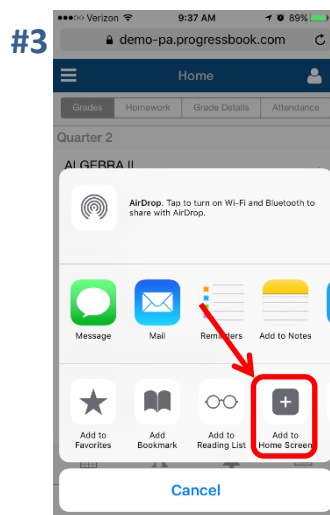 #3
Verizon 9:37 AM 89%
demo-pa.progressbook.com
Home
Grades Homework Grade Details Attendance
Quarter 2
ALGEBRA II
AirDrop. Tap to turn on Wi-Fi and Bluetooth to
share with AirDrop.
Message Mail Reminders Add to Notes
Add to Add Add to Add to
Favorites Bookmark Reading List Home Screen
Cancel